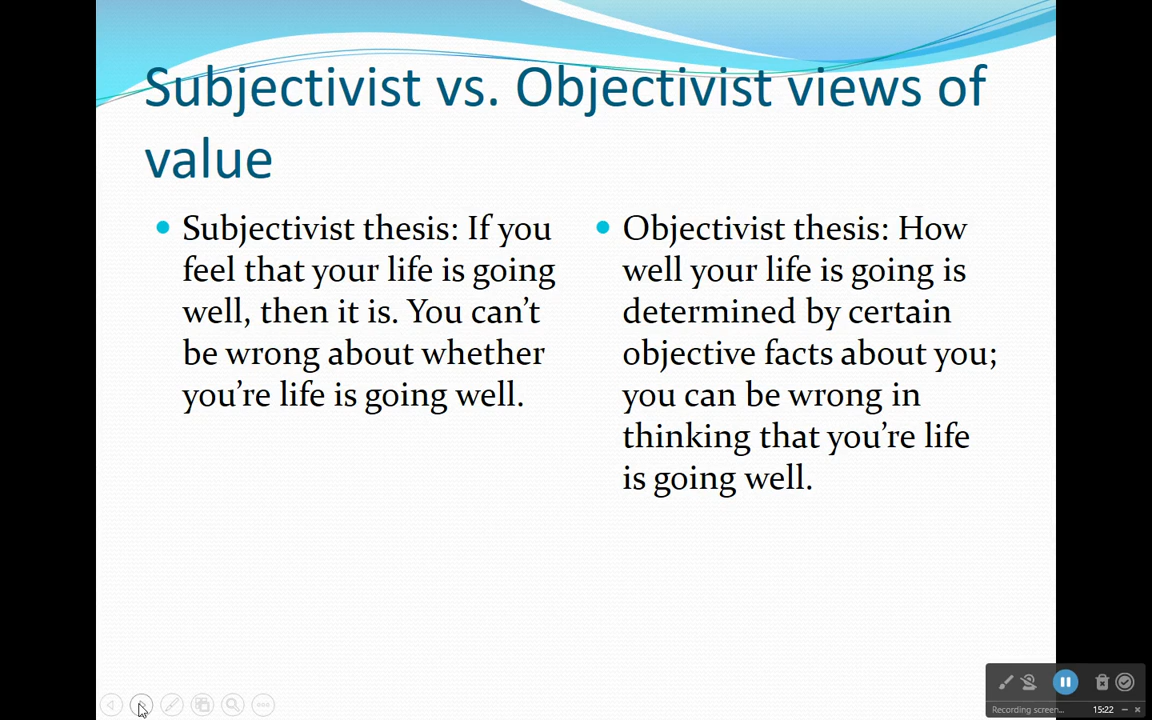 Subjectivist vs. Objectivist views of
value
Subjectivist thesis: If you
feel that your life is going
well, then it is. You can’t
be wrong about whether
you’re life is going well.
Objectivist thesis: How
well your life is going is
determined by certain
objective facts about you;
you can be wrong in
thinking that you’re life
is going well.
Recording screen...
15:22